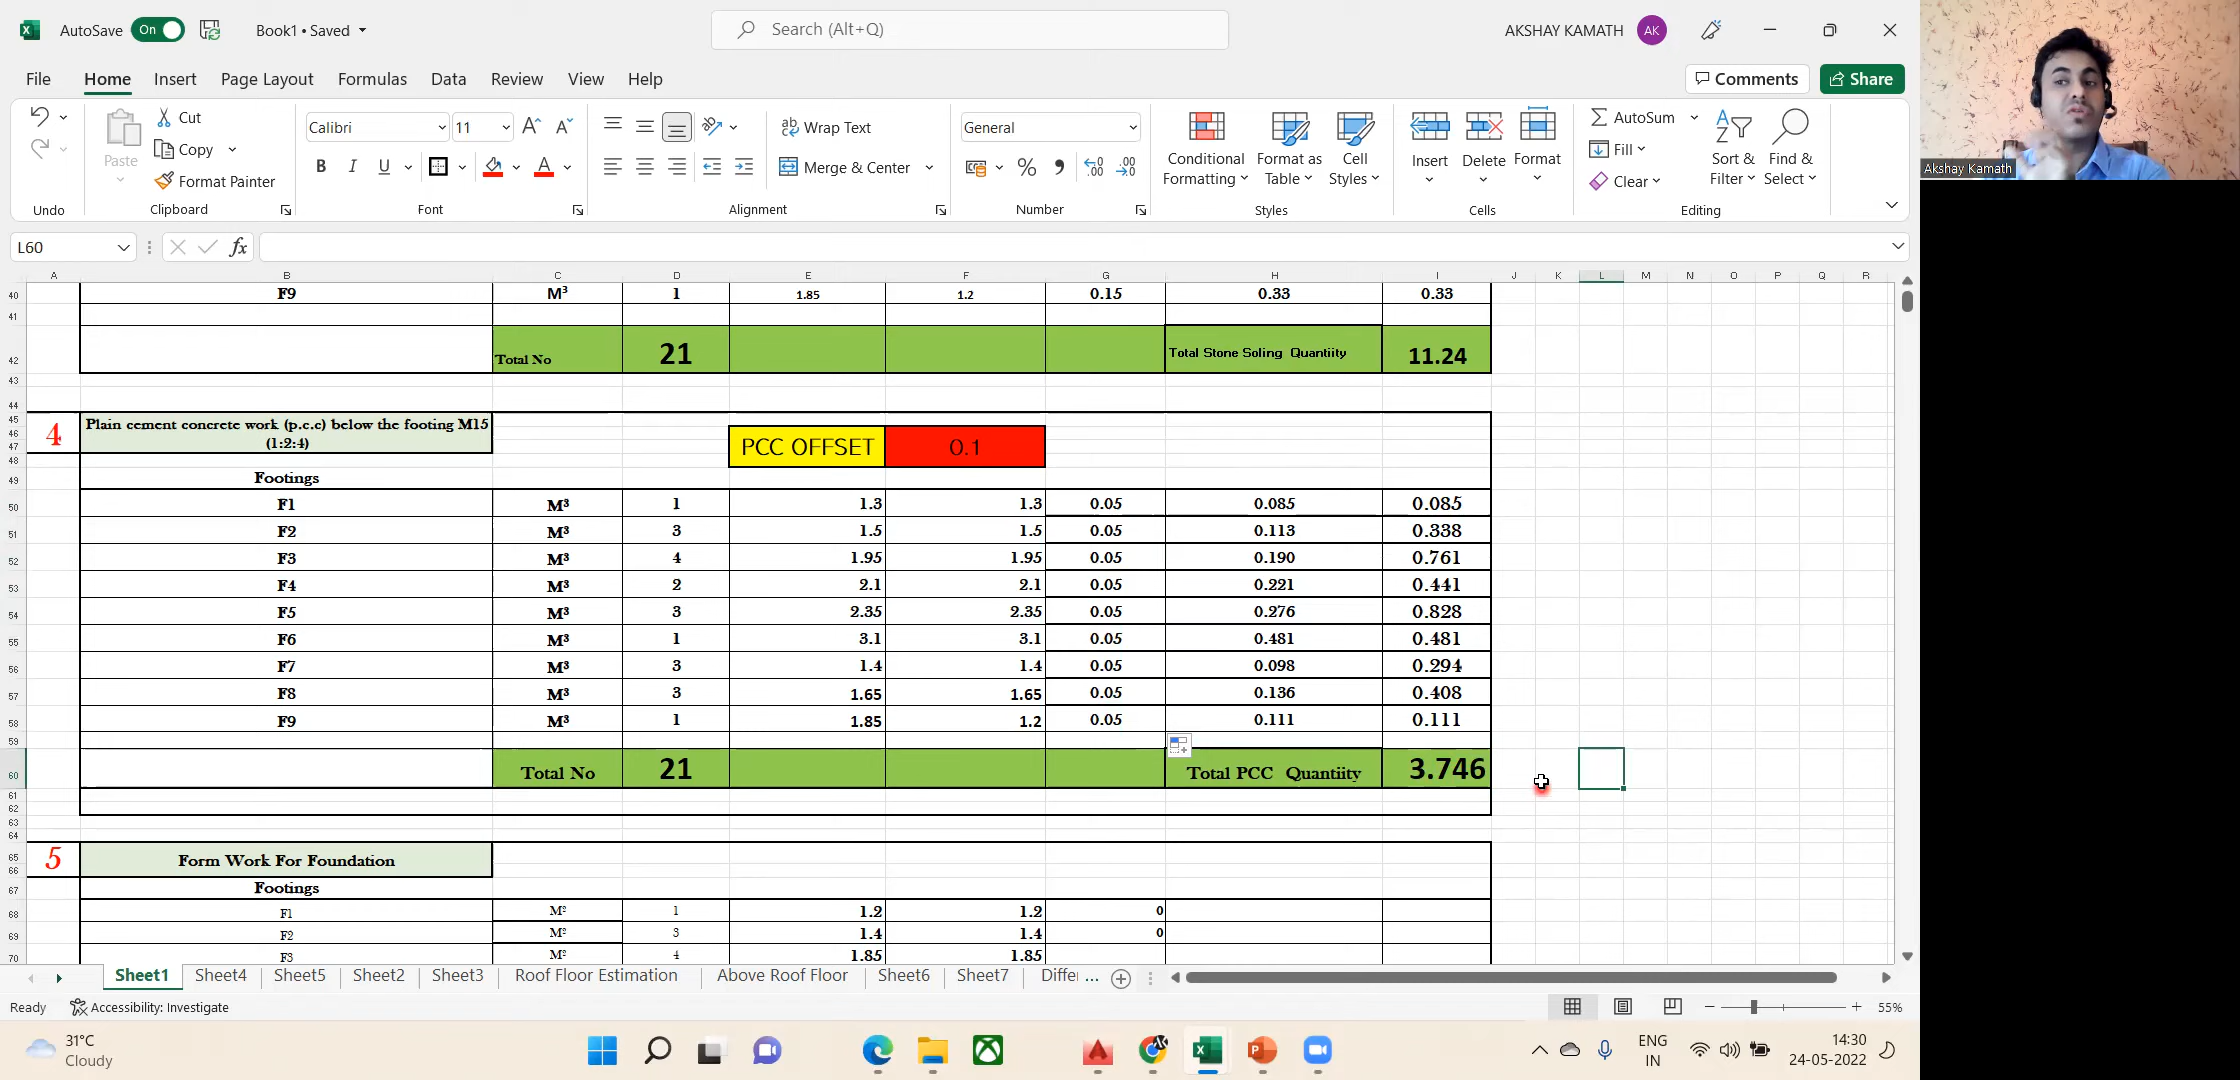 AutoSave On Book1 • Saved Search (Alt+Q) AKSHAY KAMATH AK
File Home Insert Page Layout Formulas Data Review View Help Comments Share
Paste Cut Copy Format Painter
Calibri 11
B I U A
Wrap Text
Merge & Center
General
Conditional Formatting Format as Table Cell Styles
Insert Delete Format
AutoSum Fill Clear
Sort & Filter Find & Select
Undo Clipboard Font Alignment Number Styles Cells Editing
Akshay Kamath
L60 fx
A B C D E F G H I J K L M N O P Q R
40 F9 M³ 1 1.85 1.2 0.15 0.33 0.33
41
42 Total No 21 Total Stone Soling Quantiity 11.24
43
44
45 4 Plain cement concrete work (p.c.c) below the footing M15
46 (1:2:4) PCC OFFSET 0.1
47
48
49 Footings
50 F1 M³ 1 1.3 1.3 0.05 0.085 0.085
51 F2 M³ 3 1.5 1.5 0.05 0.113 0.338
52 F3 M³ 4 1.95 1.95 0.05 0.190 0.761
53 F4 M³ 2 2.1 2.1 0.05 0.221 0.441
54 F5 M³ 3 2.35 2.35 0.05 0.276 0.828
55 F6 M³ 1 3.1 3.1 0.05 0.481 0.481
56 F7 M³ 3 1.4 1.4 0.05 0.098 0.294
57 F8 M³ 3 1.65 1.65 0.05 0.136 0.408
58 F9 M³ 1 1.85 1.2 0.05 0.111 0.111
59
60 Total No 21 Total PCC Quantiity 3.746
61
62
63
64
65 5 Form Work For Foundation
66
67 Footings
68 F1 M² 1 1.2 1.2 0
69 F2 M² 3 1.4 1.4 0
70 F3 M² 4 1.85 1.85
Sheet1 Sheet4 Sheet5 Sheet2 Sheet3 Roof Floor Estimation Above Roof Floor Sheet6 Sheet7 Differ ...
Ready Accessibility: Investigate 55%
31°C
Cloudy
ENG
IN
14:30
24-05-2022